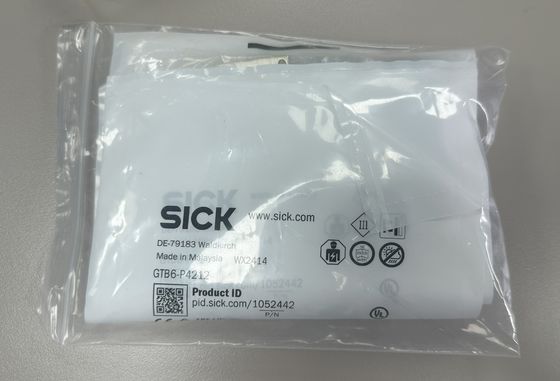 SICK www.sick.com
DE-79183 Waldkirch
Made in Malaysia WX2414
GTB6-P4212
Product ID
pid.sick.com/1052442
P/N